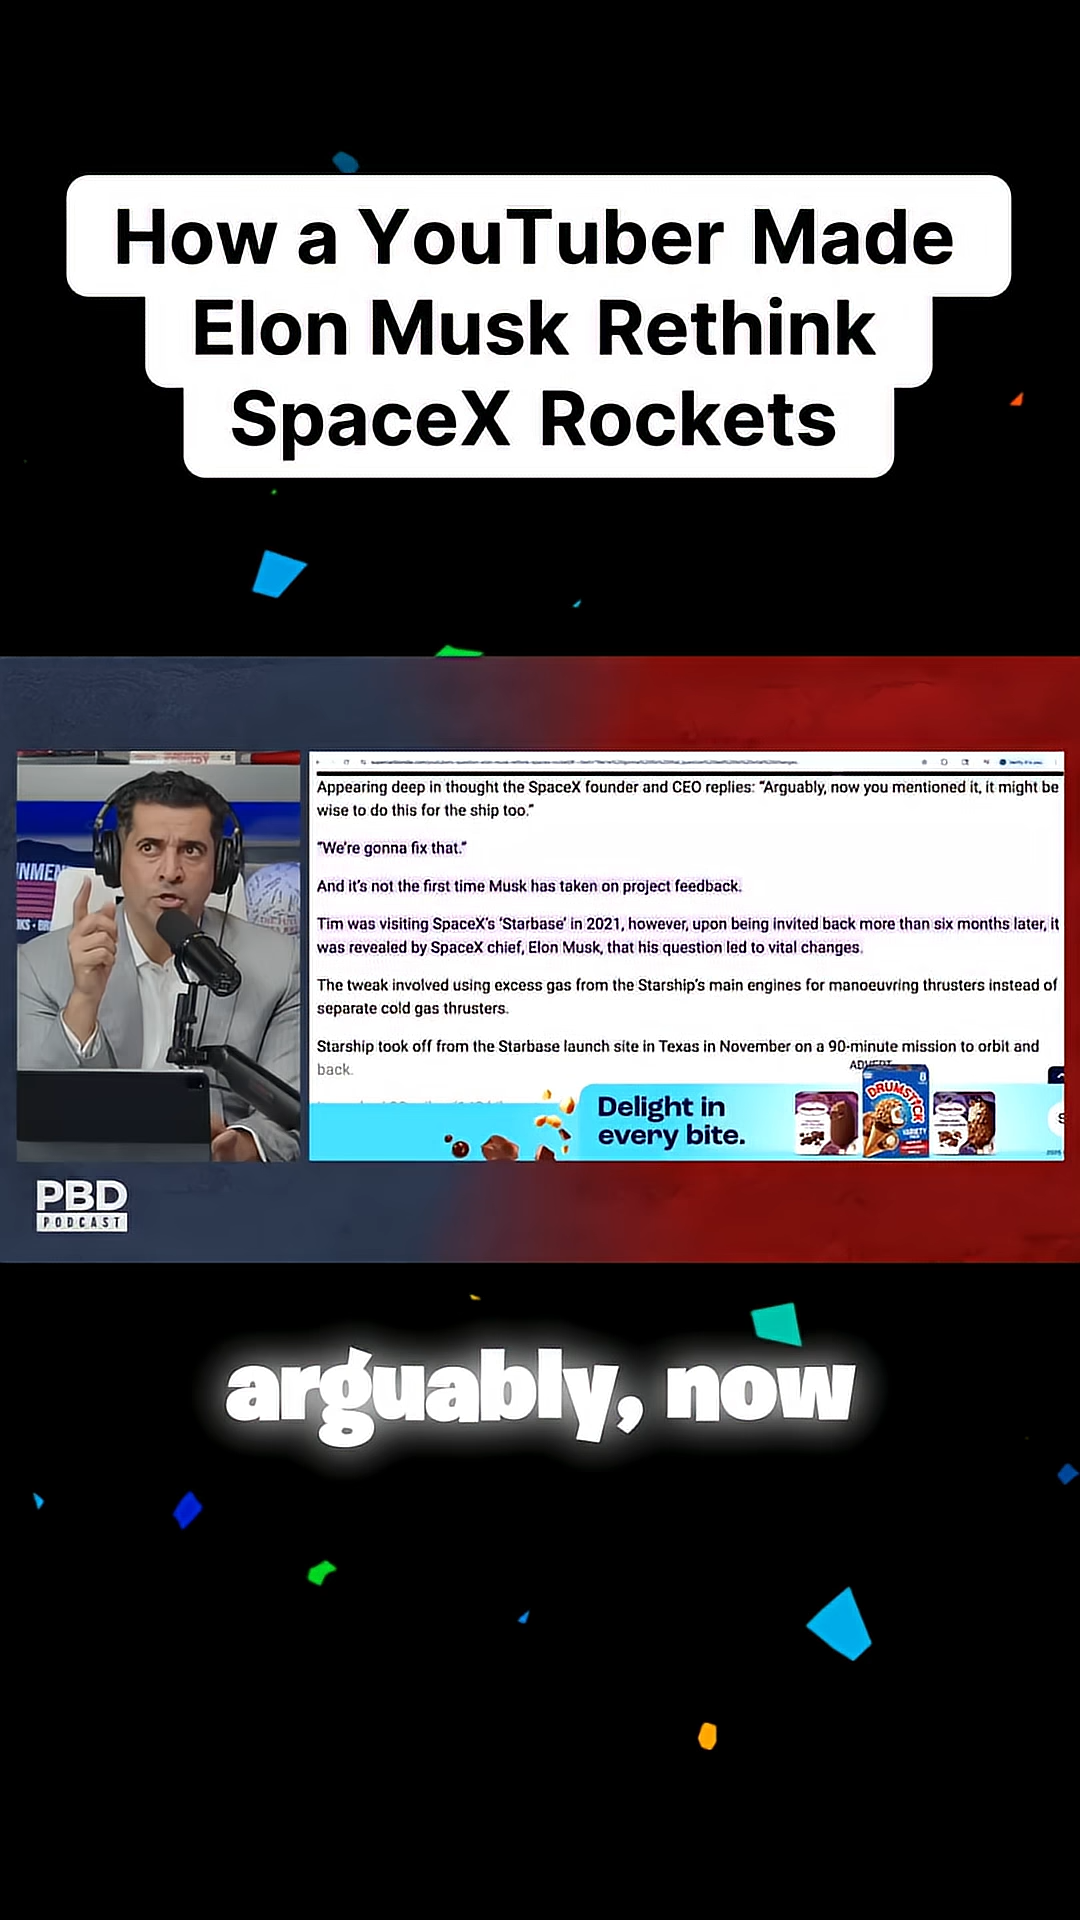 How a YouTuber Made
Elon Musk Rethink
SpaceX Rockets
Appearing deep in thought the SpaceX founder and CEO replies: “Arguably, now you mentioned it, it might be
wise to do this for the ship too.”
“We’re gonna fix that.”
And it’s not the first time Musk has taken on project feedback.
Tim was visiting SpaceX’s ‘Starbase’ in 2021, however, upon being invited back more than six months later, it
was revealed by SpaceX chief, Elon Musk, that his question led to vital changes.
The tweak involved using excess gas from the Starship’s main engines for manoeuvring thrusters instead of
separate cold gas thrusters.
Starship took off from the Starbase launch site in Texas in November on a 90-minute mission to orbit and
back.
ADVERT
Delight in
every bite.
DRUMSTICK
VARIETY
PBD
PODCAST
arguably, now